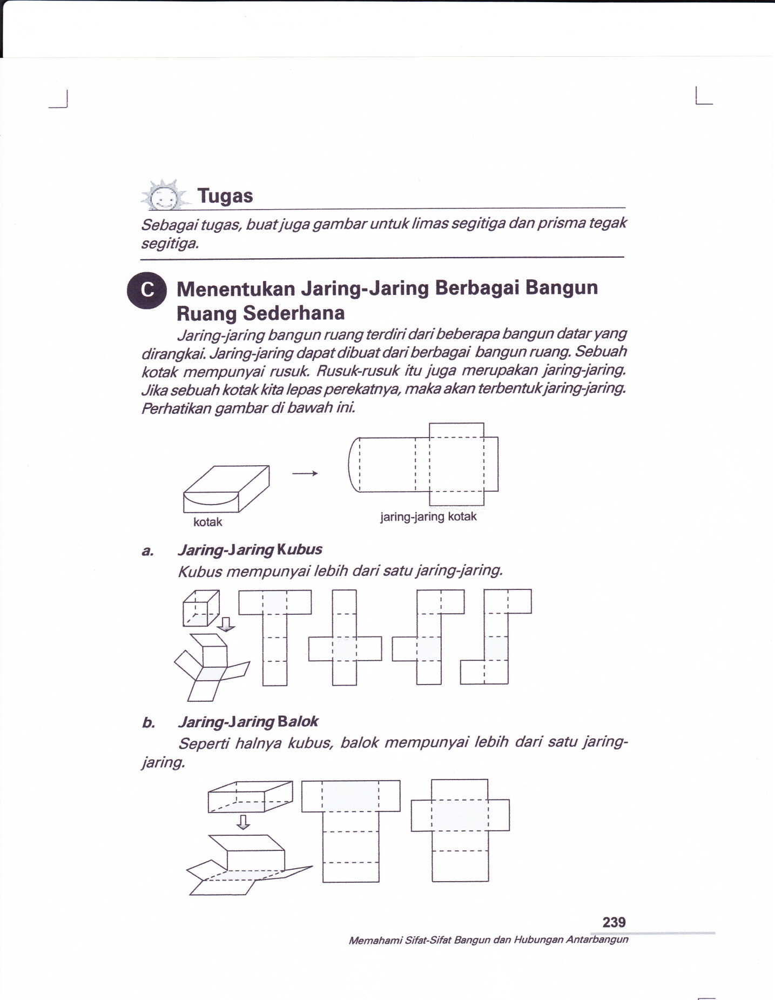 Tugas
Sebagai tugas, buat juga gambar untuk limas segitiga dan prisma tegak
segitiga.
C
Menentukan Jaring-Jaring Berbagai Bangun
Ruang Sederhana
Jaring-jaring bangun ruang terdiri dari beberapa bangun datar yang
dirangkai. Jaring-jaring dapat dibuat dari berbagai bangun ruang. Sebuah
kotak mempunyai rusuk. Rusuk-rusuk itu juga merupakan jaring-jaring.
Jika sebuah kotak kita lepas perekatnya, maka akan terbentuk jaring-jaring.
Perhatikan gambar di bawah ini.
kotak
jaring-jaring kotak
a. Jaring-Jaring Kubus
Kubus mempunyai lebih dari satu jaring-jaring.
b. Jaring-Jaring Balok
Seperti halnya kubus, balok mempunyai lebih dari satu jaring-
jaring.
239
Memahami Sifat-Sifat Bangun dan Hubungan Antarbangun